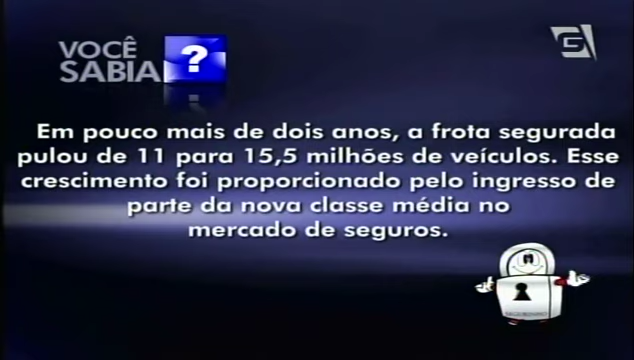 VOCÊ
SABIA ?
G
Em pouco mais de dois anos, a frota segurada
pulou de 11 para 15,5 milhões de veículos. Esse
crescimento foi proporcionado pelo ingresso de
parte da nova classe média no
mercado de seguros.
SEGURINHO